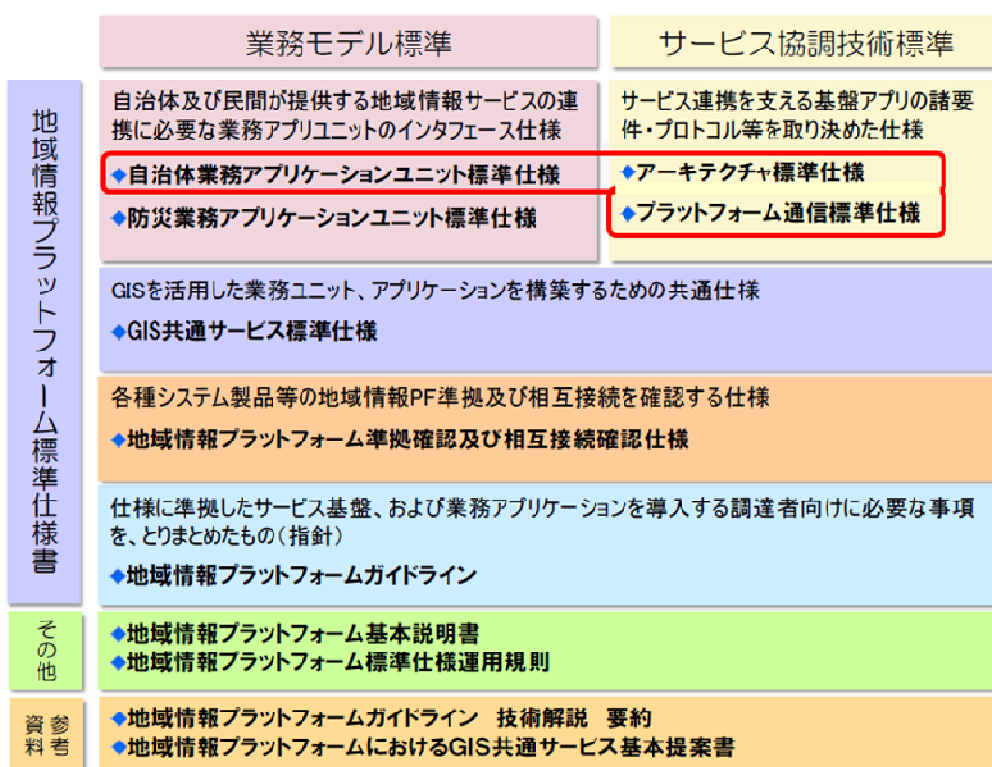 業務モデル標準
サービス協調技術標準
地域情報プラットフォーム標準仕様書
自治体及び民間が提供する地域情報サービスの連
携に必要な業務アプリユニットのインタフェース仕様
◆自治体業務アプリケーションユニット標準仕様
◆防災業務アプリケーションユニット標準仕様
サービス連携を支える基盤アプリの諸要
件・プロトコル等を取り決めた仕様
◆アーキテクチャ標準仕様
◆プラットフォーム通信標準仕様
GISを活用した業務ユニット、アプリケーションを構築するための共通仕様
◆GIS共通サービス標準仕様
各種システム製品等の地域情報PF準拠及び相互接続を確認する仕様
◆地域情報プラットフォーム準拠確認及び相互接続確認仕様
仕様に準拠したサービス基盤、および業務アプリケーションを導入する調達者向けに必要な事項
を、とりまとめたもの（指針）
◆地域情報プラットフォームガイドライン
その他
◆地域情報プラットフォーム基本説明書
◆地域情報プラットフォーム標準仕様運用規則
参考
資料
◆地域情報プラットフォームガイドライン　技術解説　要約
◆地域情報プラットフォームにおけるGIS共通サービス基本提案書